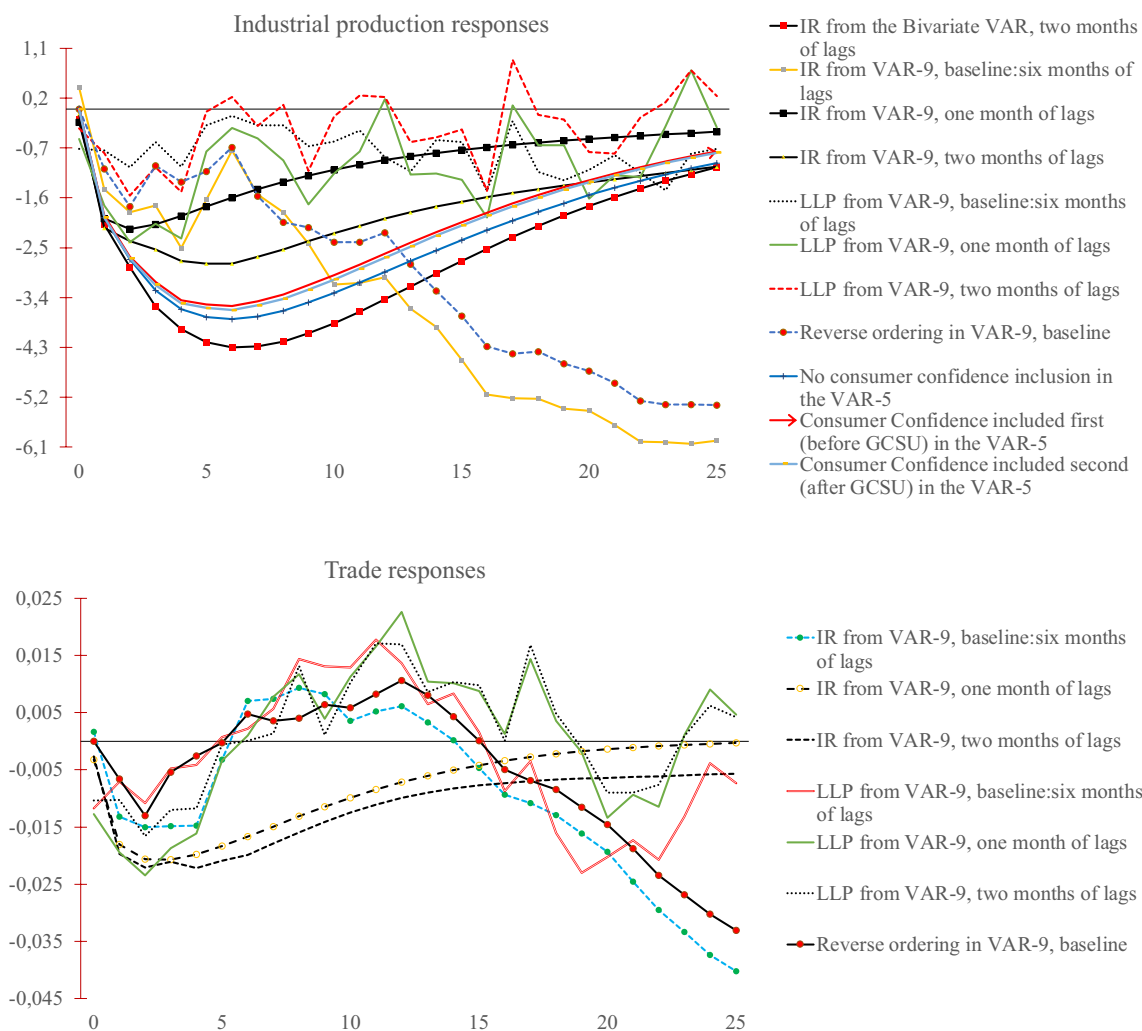 Industrial production responses
1,1
0,2
-0,7
-1,6
-2,5
-3,4
-4,3
-5,2
-6,1
0
5
10
15
20
25
IR from the Bivariate VAR, two months
of lags
IR from VAR-9, baseline:six months of
lags
IR from VAR-9, one month of lags
IR from VAR-9, two months of lags
LLP from VAR-9, baseline:six months
of lags
LLP from VAR-9, one month of lags
LLP from VAR-9, two months of lags
Reverse ordering in VAR-9, baseline
No consumer confidence inclusion in
the VAR-5
Consumer Confidence included first
(before GCSU) in the VAR-5
Consumer Confidence included second
(after GCSU) in the VAR-5
Trade responses
0,025
0,015
0,005
-0,005
-0,015
-0,025
-0,035
-0,045
0
5
10
15
20
25
IR from VAR-9, baseline:six months
of lags
IR from VAR-9, one month of lags
IR from VAR-9, two months of lags
LLP from VAR-9, baseline:six months
of lags
LLP from VAR-9, one month of lags
LLP from VAR-9, two months of lags
Reverse ordering in VAR-9, baseline